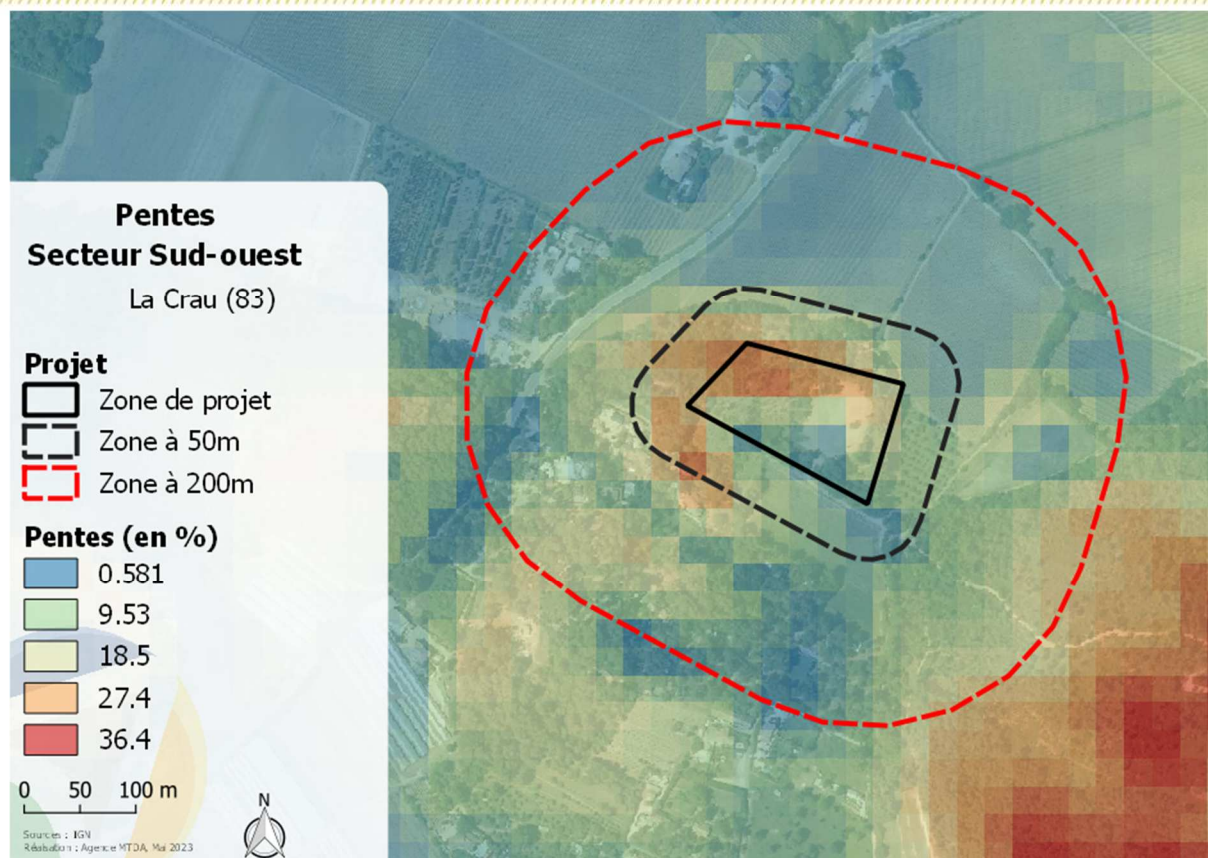 Pentes
Secteur Sud-ouest
La Crau (83)
Projet
Zone de projet
Zone à 50m
Zone à 200m
Pentes (en %)
0.581
9.53
18.5
27.4
36.4
0 50 100 m
N
Sources : IGN
Réalisation : Agence MTDA, Mai 2023